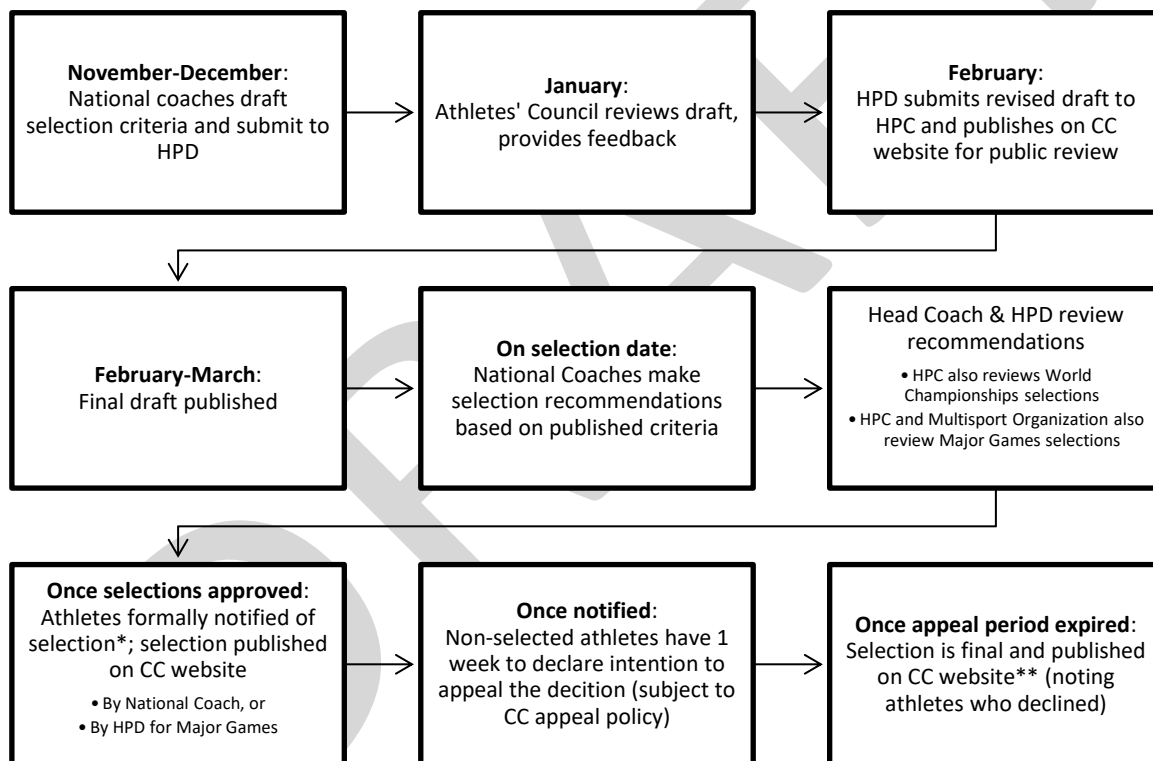 November-December:
National coaches draft
selection criteria and submit to
HPD
January:
Athletes' Council reviews draft,
provides feedback
February:
HPD submits revised draft to
HPC and publishes on CC
website for public review
February-March:
Final draft published
On selection date:
National Coaches make
selection recommendations
based on published criteria
Head Coach & HPD review
recommendations
• HPC also reviews World
Championships selections
• HPC and Multisport Organization also
review Major Games selections
Once selections approved:
Athletes formally notified of
selection*; selection published
on CC website
• By National Coach, or
• By HPD for Major Games
Once notified:
Non-selected athletes have 1
week to declare intention to
appeal the decition (subject to
CC appeal policy)
Once appeal period expired:
Selection is final and published
on CC website** (noting
athletes who declined)
DRAFT